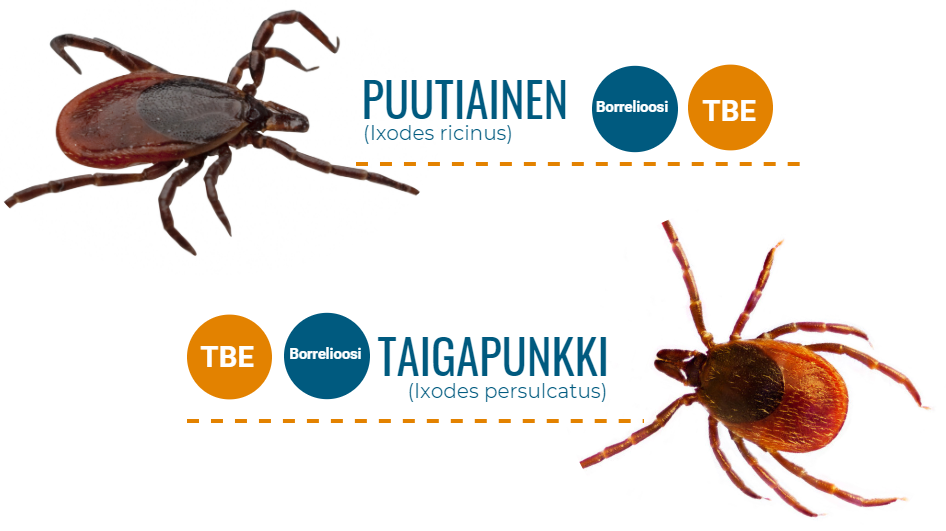 PUUTIAINEN
(Ixodes ricinus)
Borrelioosi
TBE
TBE
Borrelioosi
TAIGAPUNKKI
(Ixodes persulcatus)